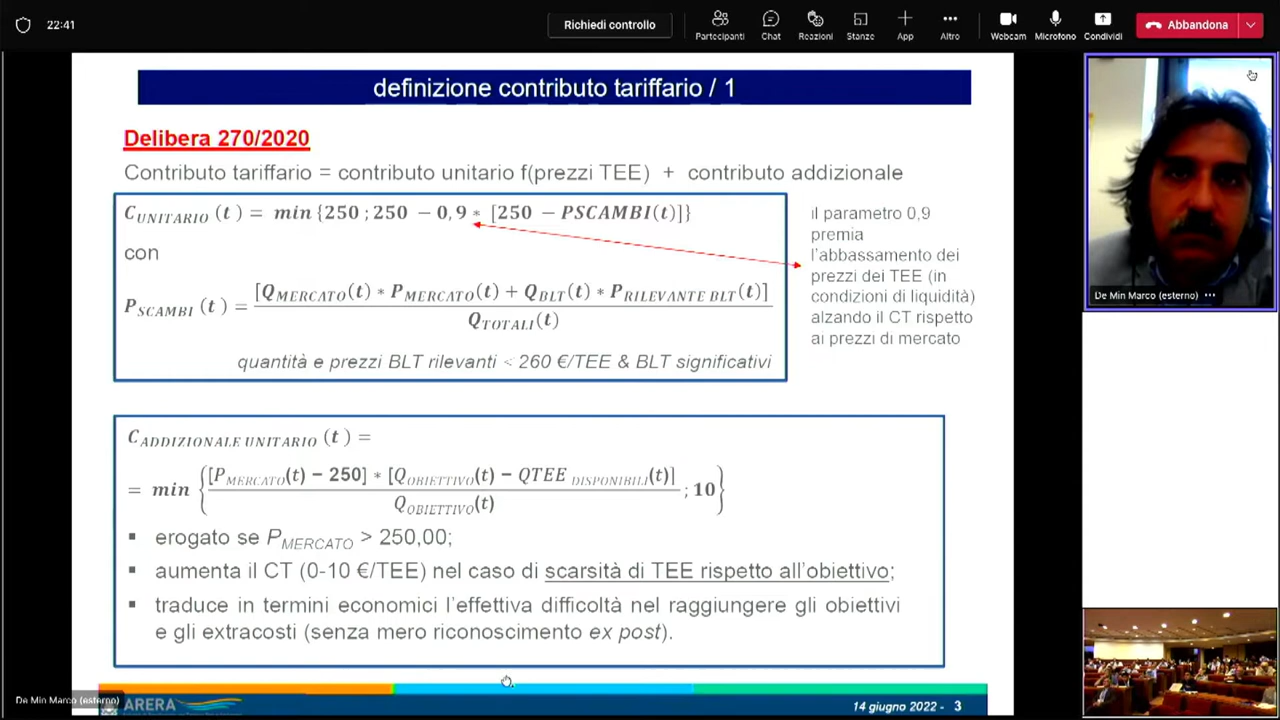 22:41
Richiedi controllo
Partecipanti
Chat
Reazioni
Stanze
App
Altro
Webcam
Microfono
Condividi
Abbandona
definizione contributo tariffario / 1
Delibera 270/2020
Contributo tariffario = contributo unitario f(prezzi TEE) + contributo addizionale
C_UNITARIO (t) = min {250 ; 250 − 0,9 * [250 − PSCAMBI(t)]}
con
P_SCAMBI (t) = [Q_MERCATO(t) * P_MERCATO(t) + Q_BLT(t) * P_RILEVANTE BLT(t)]
Q_TOTALI(t)
quantità e prezzi BLT rilevanti < 260 €/TEE & BLT significativi
il parametro 0,9
premia
l'abbassamento dei
prezzi dei TEE (in
condizioni di liquidità)
alzando il CT rispetto
ai prezzi di mercato
C_ADDIZIONALE UNITARIO (t) =
= min {[P_MERCATO(t) − 250] * [Q_OBIETTIVO(t) − QTEE_DISPONIBILI(t)]
Q_OBIETTIVO(t) ; 10}
▪ erogato se P_MERCATO > 250,00;
▪ aumenta il CT (0-10 €/TEE) nel caso di scarsità di TEE rispetto all'obiettivo;
▪ traduce in termini economici l'effettiva difficoltà nel raggiungere gli obiettivi
e gli extracosti (senza mero riconoscimento ex post).
De Min Marco (esterno) •••
De Min Marco (esterno)
ARERA
14 giugno 2022 - 3